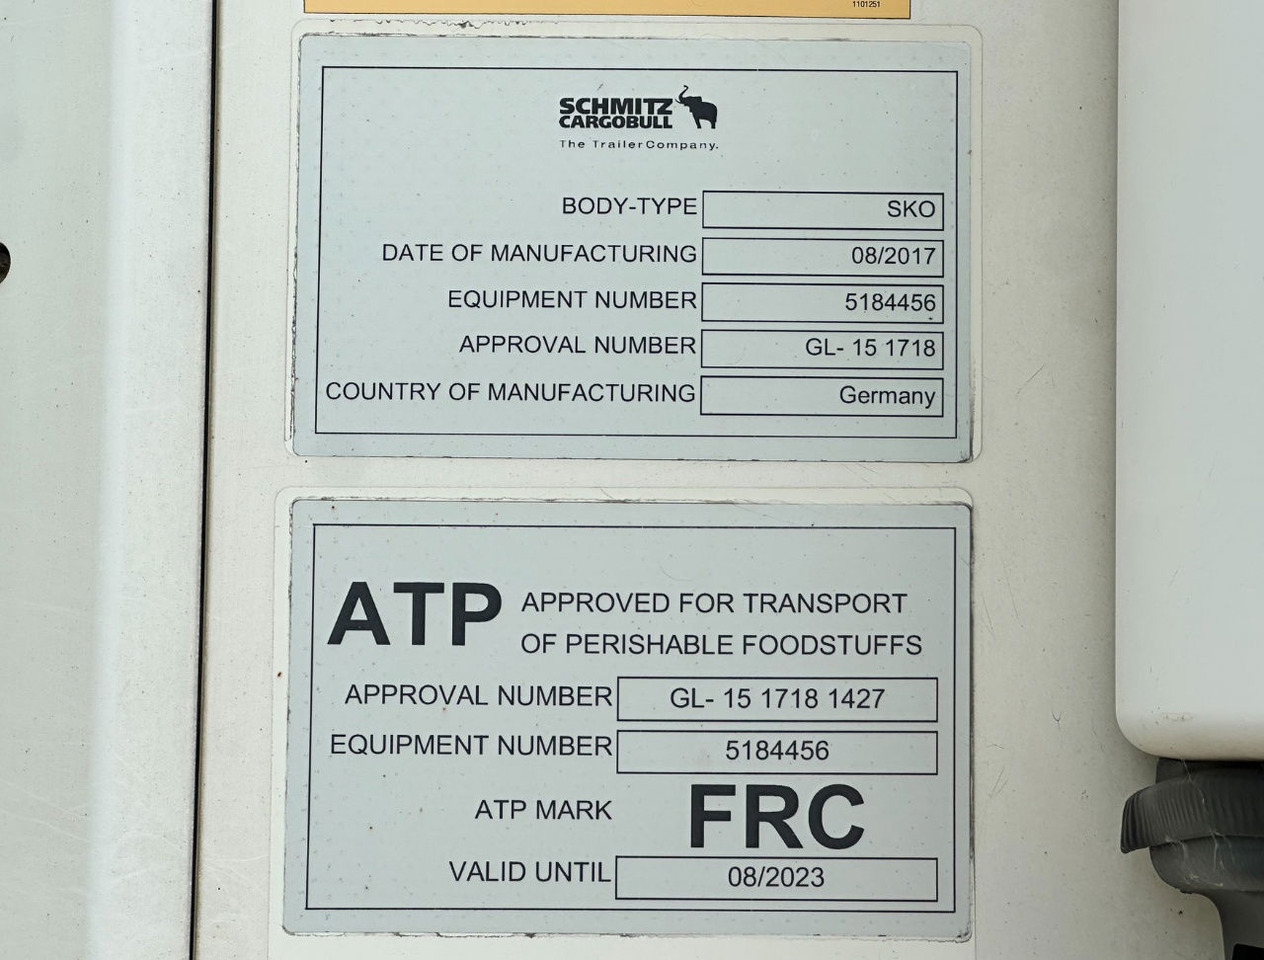 1101251
SCHMITZ
CARGOBULL
The TrailerCompany.
BODY-TYPE SKO
DATE OF MANUFACTURING 08/2017
EQUIPMENT NUMBER 5184456
APPROVAL NUMBER GL- 15 1718
COUNTRY OF MANUFACTURING Germany
ATP APPROVED FOR TRANSPORT
OF PERISHABLE FOODSTUFFS
APPROVAL NUMBER GL- 15 1718 1427
EQUIPMENT NUMBER 5184456
ATP MARK FRC
VALID UNTIL 08/2023